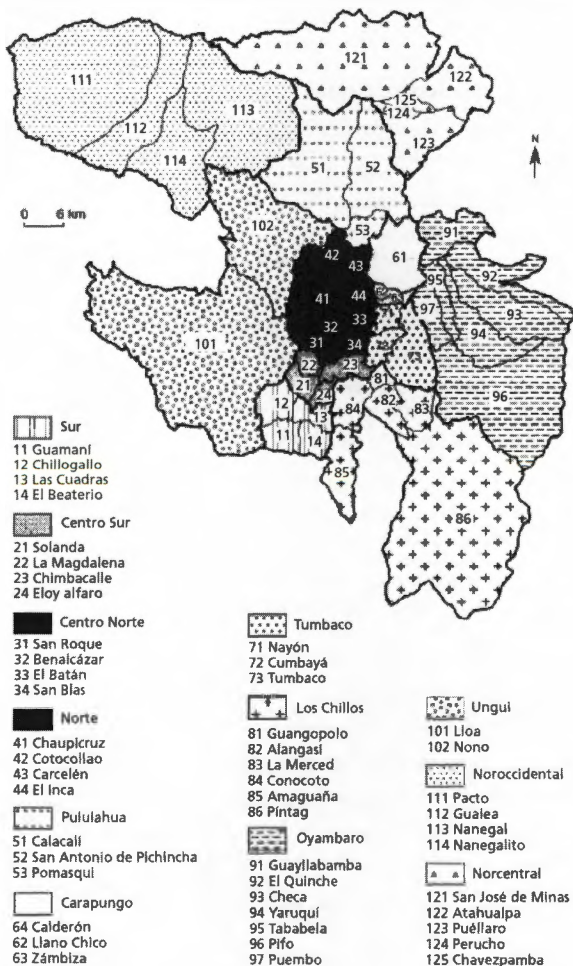 121
122
111
125
124
113
112
123
114
51
52
N
0 6 km
102
53
91
42
43
61
92
95
41
44
93
97
33
94
32
101
31
34
73
22
23
96
21
81
24
12
82
83
13
84
11
14
85
86
Sur
11 Guamaní
12 Chillogallo
13 Las Cuadras
14 El Beaterio
Centro Sur
21 Solanda
22 La Magdalena
23 Chimbacalle
24 Eloy alfaro
Centro Norte
31 San Roque
32 Benalcázar
33 El Batán
34 San Blas
Norte
41 Chaupicruz
42 Cotocollao
43 Carcelén
44 El Inca
Pululahua
51 Calacalí
52 San Antonio de Pichincha
53 Pomasqui
Carapungo
64 Calderón
62 Llano Chico
63 Zámbiza
Tumbaco
71 Nayón
72 Cumbayá
73 Tumbaco
Los Chillos
81 Guangopolo
82 Alangasí
83 La Merced
84 Conocoto
85 Amaguaña
86 Píntag
Oyambaro
91 Guayllabamba
92 El Quinche
93 Checa
94 Yaruquí
95 Tababela
96 Pifo
97 Puembo
Ungui
101 Lloa
102 Nono
Noroccidental
111 Pacto
112 Gualea
113 Nanegal
114 Nanegalito
Norcentral
121 San José de Minas
122 Atahualpa
123 Puéllaro
124 Perucho
125 Chavezpamba